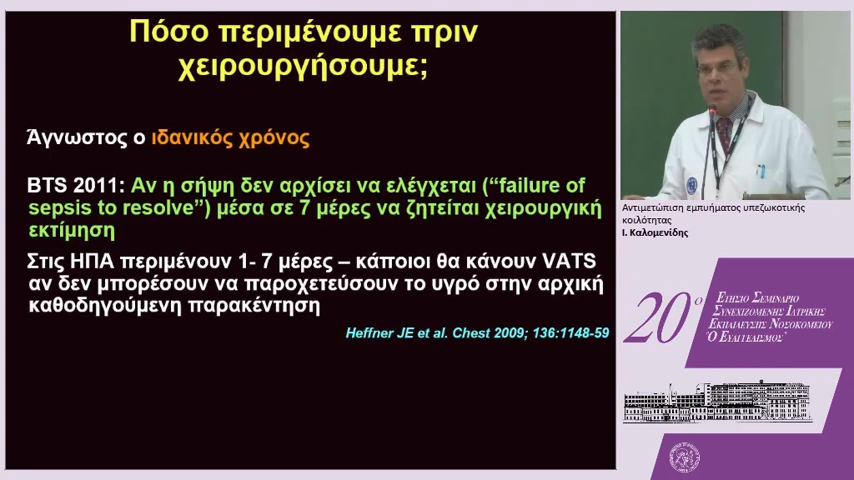 Πόσο περιμένουμε πριν
χειρουργήσουμε;
Άγνωστος ο ιδανικός χρόνος
BTS 2011: Αν η σήψη δεν αρχίσει να ελέγχεται (“failure of
sepsis to resolve”) μέσα σε 7 μέρες να ζητείται χειρουργική
εκτίμηση
Στις ΗΠΑ περιμένουν 1- 7 μέρες – κάποιοι θα κάνουν VATS
αν δεν μπορέσουν να παροχετεύσουν το υγρό στην αρχική
καθοδηγούμενη παρακέντηση
Heffner JE et al. Chest 2009; 136:1148-59
Αντιμετώπιση εμπυήματος υπεζωκοτικής
κοιλότητας
Ι. Καλομενίδης
20ο
Ετήσιο Σεμινάριο
Συνεχιζόμενης Ιατρικής
Εκπαίδευσης Νοσοκομείου
‘Ο Ευαγγελισμός’